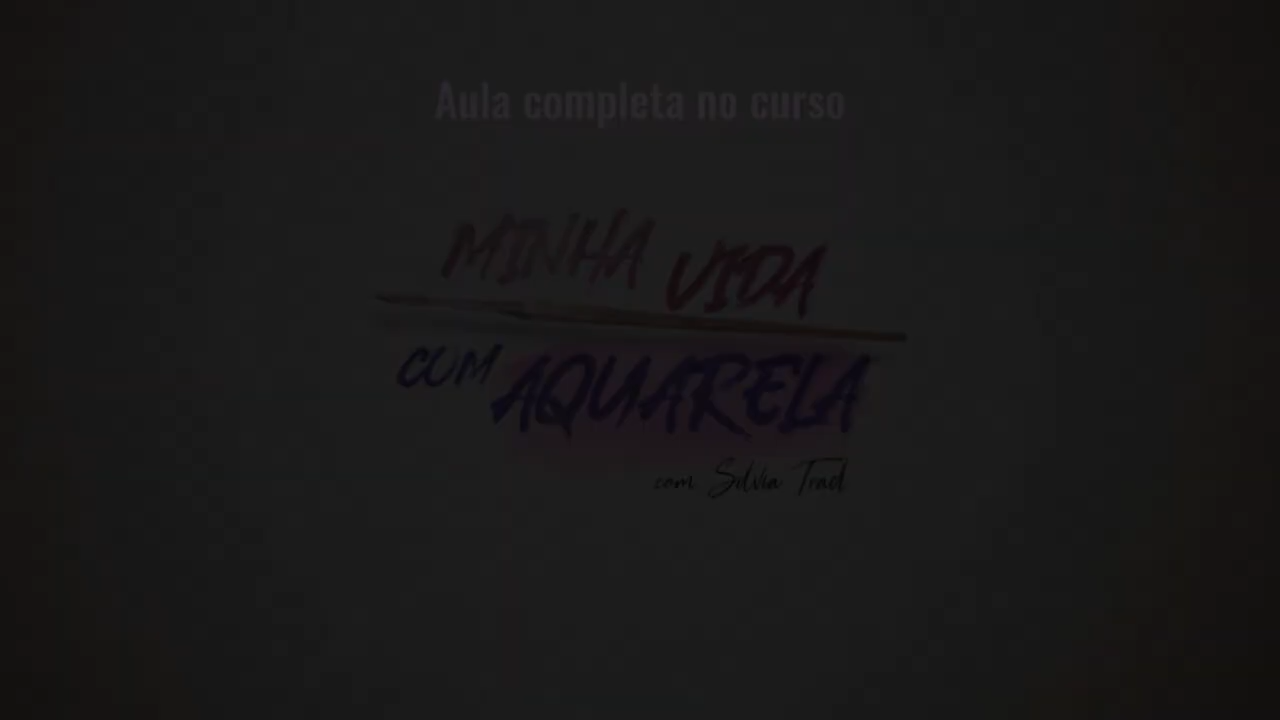 Aula completa no curso
MINHA VIDA
COM AQUARELA
com Silvia Trad